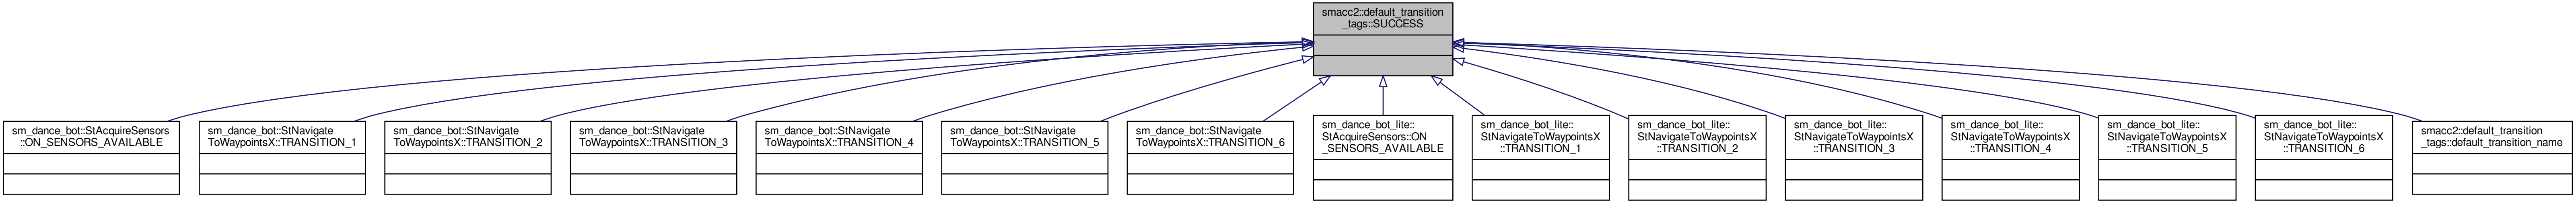 smacc2::default_transition
_tags::SUCCESS
sm_dance_bot::StAcquireSensors
::ON_SENSORS_AVAILABLE
sm_dance_bot::StNavigate
ToWaypointsX::TRANSITION_1
sm_dance_bot::StNavigate
ToWaypointsX::TRANSITION_2
sm_dance_bot::StNavigate
ToWaypointsX::TRANSITION_3
sm_dance_bot::StNavigate
ToWaypointsX::TRANSITION_4
sm_dance_bot::StNavigate
ToWaypointsX::TRANSITION_5
sm_dance_bot::StNavigate
ToWaypointsX::TRANSITION_6
sm_dance_bot_lite::
StAcquireSensors::ON
_SENSORS_AVAILABLE
sm_dance_bot_lite::
StNavigateToWaypointsX
::TRANSITION_1
sm_dance_bot_lite::
StNavigateToWaypointsX
::TRANSITION_2
sm_dance_bot_lite::
StNavigateToWaypointsX
::TRANSITION_3
sm_dance_bot_lite::
StNavigateToWaypointsX
::TRANSITION_4
sm_dance_bot_lite::
StNavigateToWaypointsX
::TRANSITION_5
sm_dance_bot_lite::
StNavigateToWaypointsX
::TRANSITION_6
smacc2::default_transition
_tags::default_transition_name